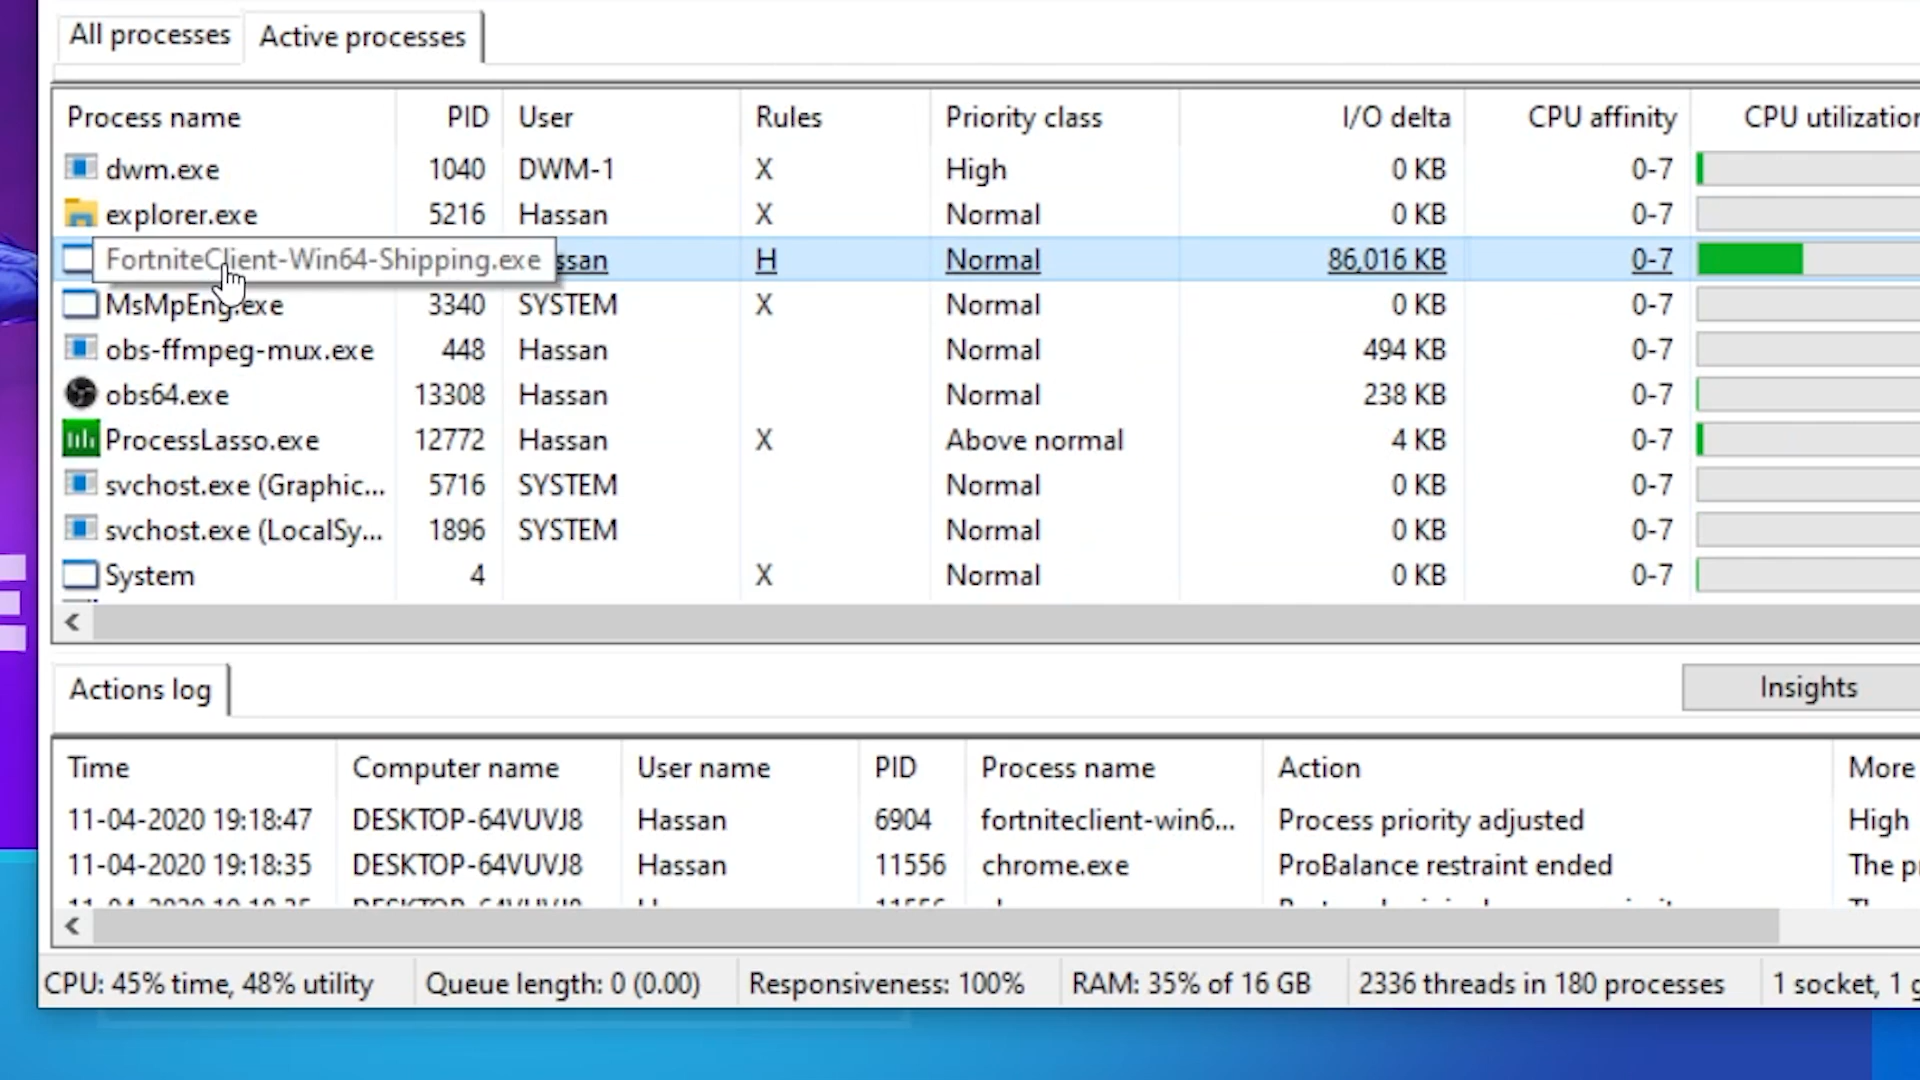 All processes Active processes
Process name PID User Rules Priority class I/O delta CPU affinity CPU utilization
dwm.exe 1040 DWM-1 X High 0 KB 0-7
explorer.exe 5216 Hassan X Normal 0 KB 0-7
FortniteClient-Win64-Shipping.exe ssan H Normal 86,016 KB 0-7
MsMpEng.exe 3340 SYSTEM X Normal 0 KB 0-7
obs-ffmpeg-mux.exe 448 Hassan Normal 494 KB 0-7
obs64.exe 13308 Hassan Normal 238 KB 0-7
ProcessLasso.exe 12772 Hassan X Above normal 4 KB 0-7
svchost.exe (Graphic... 5716 SYSTEM Normal 0 KB 0-7
svchost.exe (LocalSy... 1896 SYSTEM Normal 0 KB 0-7
System 4 X Normal 0 KB 0-7
Actions log Insights
Time Computer name User name PID Process name Action More
11-04-2020 19:18:47 DESKTOP-64VUVJ8 Hassan 6904 fortniteclient-win6... Process priority adjusted High
11-04-2020 19:18:35 DESKTOP-64VUVJ8 Hassan 11556 chrome.exe ProBalance restraint ended The p
CPU: 45% time, 48% utility Queue length: 0 (0.00) Responsiveness: 100% RAM: 35% of 16 GB 2336 threads in 180 processes 1 socket, 1